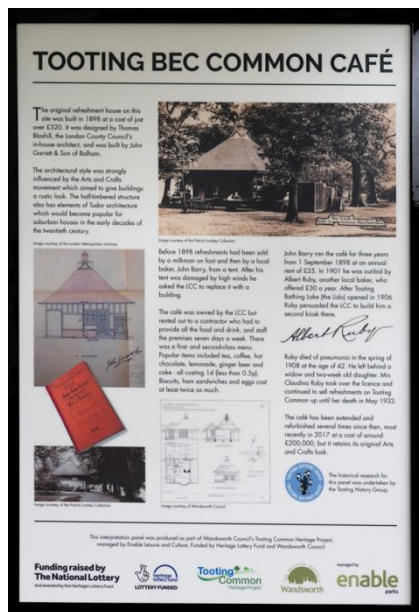 TOOTING BEC COMMON CAFÉ
The original refreshment house on this
site was built in 1898 at a cost of just
over £320. It was designed by Thomas
Blashill, the London County Council's
in-house architect, and was built by John
Garrett & Son of Balham.
The architectural style was strongly
influenced by the Arts and Crafts
movement which aimed to give buildings
a rustic look. The half-timbered structure
also has elements of Tudor architecture
which would become popular for
suburban houses in the early decades of
the twentieth century.
Image courtesy of the London Metropolitan Archives.
Image courtesy of the Patrick Loobey Collection
Image courtesy of the Patrick Loobey Collection
Before 1898 refreshments had been sold
by a milkman on foot and then by a local
baker, John Barry, from a tent. After his
tent was damaged by high winds he
asked the LCC to replace it with a
building.
The café was owned by the LCC but
rented out to a contractor who had to
provide all the food and drink, and staff
the premises seven days a week. There
was a first and second-class menu.
Popular items included tea, coffee, hot
chocolate, lemonade, ginger beer and
cake - all costing 1d (less than 0.5p).
Biscuits, ham sandwiches and eggs cost
at least twice as much.
Image courtesy of Wandsworth Council
John Barry ran the café for three years
from 1 September 1898 at an annual
rent of £25. In 1901 he was outbid by
Albert Ruby, another local baker, who
offered £30 a year. After Tooting
Bathing Lake (the Lido) opened in 1906
Ruby persuaded the LCC to build him a
second kiosk there.
Albert Ruby
Ruby died of pneumonia in the spring of
1908 at the age of 42. He left behind a
widow and two-week old daughter. Mrs
Claudina Ruby took over the licence and
continued to sell refreshments on Tooting
Common up until her death in May 1932.
The café has been extended and
refurbished several times since then, most
recently in 2017 at a cost of around
£200,000, but it retains its original Arts
and Crafts look.
The historical research for
this panel was undertaken by
the Tooting History Group.
This interpretation panel was produced as part of Wandsworth Council's Tooting Common Heritage Project,
managed by Enable Leisure and Culture. Funded by Heritage Lottery Fund and Wandsworth Council.
Funding raised by
The National Lottery
and awarded by the Heritage Lottery Fund
heritage
lottery fund
LOTTERY FUNDED
Tooting
Common
Heritage Project
Wandsworth
managed by
enable
parks